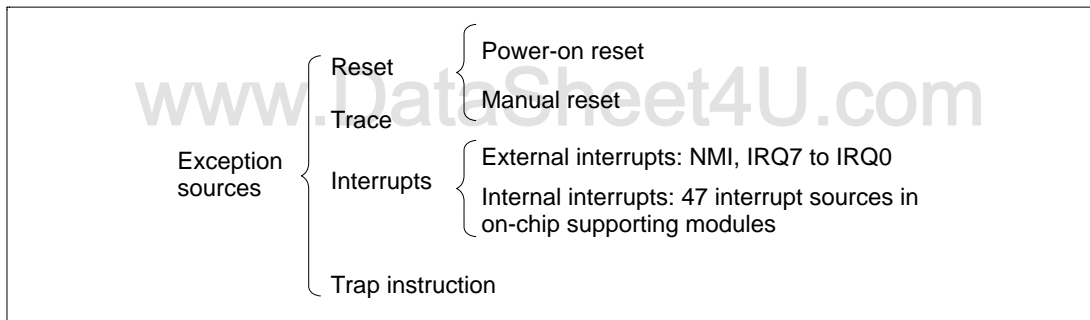 www.DataSheet4U.com
Exception
sources
Reset
Power-on reset
Manual reset
Trace
Interrupts
External interrupts: NMI, IRQ7 to IRQ0
Internal interrupts: 47 interrupt sources in
on-chip supporting modules
Trap instruction